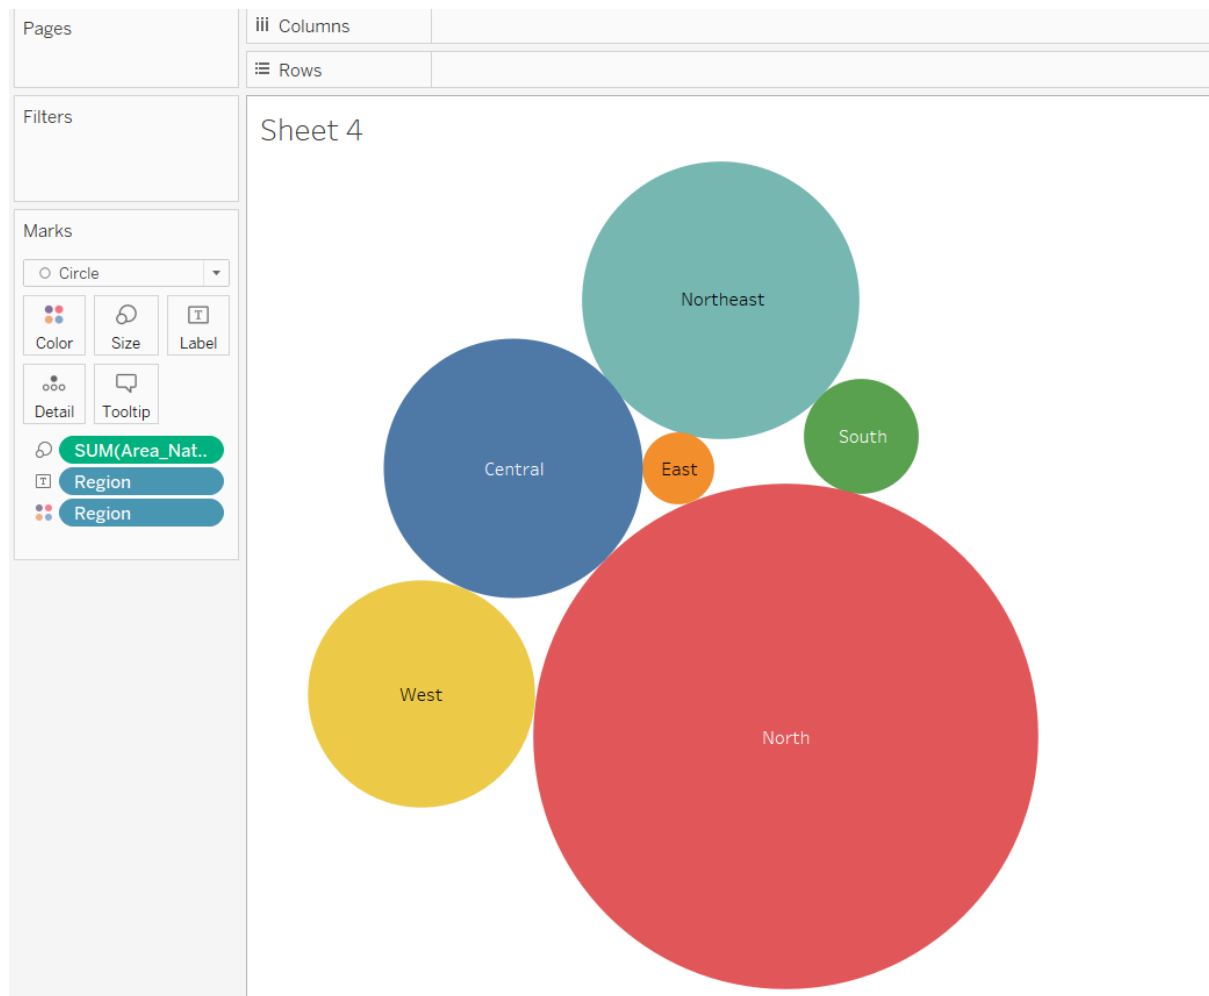 Pages
iii Columns
Rows
Filters
Sheet 4
Marks
Circle
Color
Size
T
Label
Detail
Tooltip
SUM(Area_Nat..
T
Region
Region
Northeast
South
Central
East
West
North